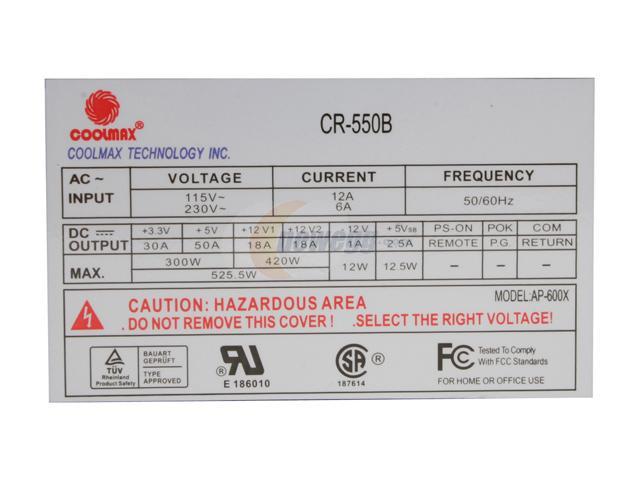 CR-550B
COOLMAX®
COOLMAX TECHNOLOGY INC.
AC ~ INPUT VOLTAGE CURRENT FREQUENCY
115V~ 12A 50/60Hz
230V~ 6A
DC OUTPUT +3.3V +5V +12V1 +12V2 12V +5VSB PS-ON POK COM
30A 50A 18A 18A 1A 2.5A REMOTE P.G. RETURN
MAX. 300W 420W 12W 12.5W – – –
525.5W
newegg
MODEL:AP-600X
CAUTION: HAZARDOUS AREA
.DO NOT REMOVE THIS COVER ! .SELECT THE RIGHT VOLTAGE!
TÜV
Rheinland
Product Safety
BAUART
GEPRÜFT
TYPE
APPROVED
RU
E 186010
SA
187614
FCC
Tested To Comply
With FCC Standards
FOR HOME OR OFFICE USE